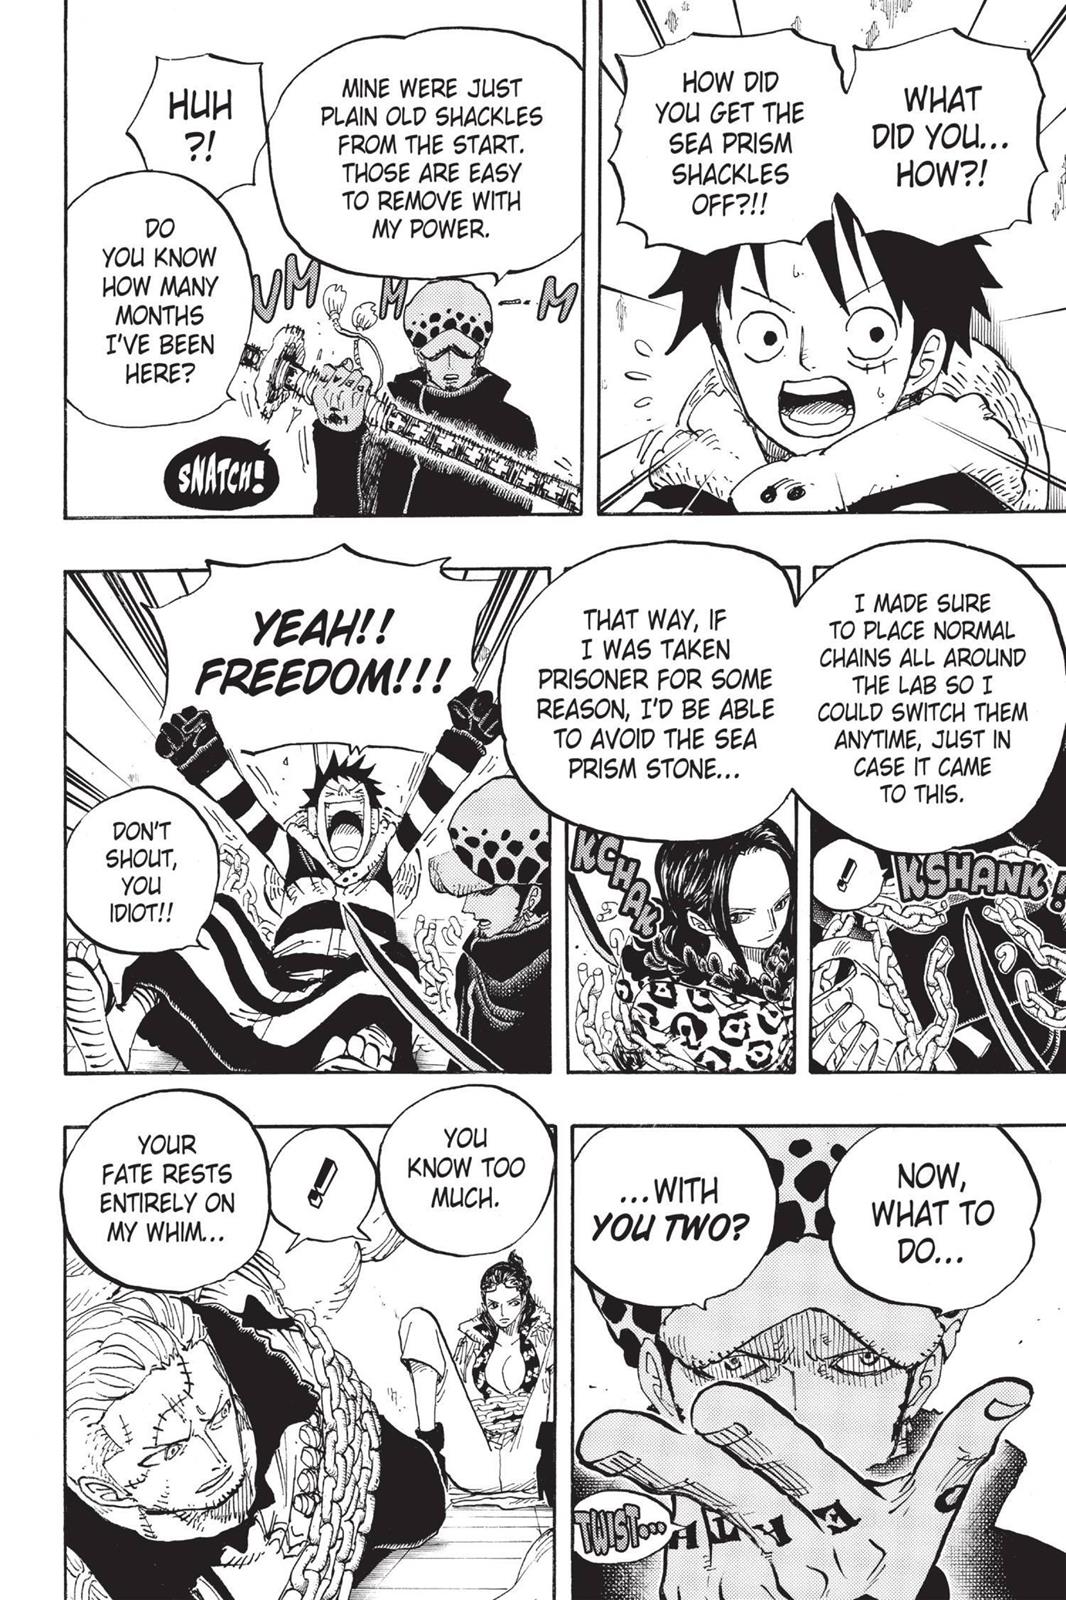 WHAT
DID YOU...
HOW?!
HOW DID
YOU GET THE
SEA PRISM
SHACKLES
OFF?!!
MINE WERE JUST
PLAIN OLD SHACKLES
FROM THE START.
THOSE ARE EASY
TO REMOVE WITH
MY POWER.
HUH
?!
DO
YOU KNOW
HOW MANY
MONTHS
I'VE BEEN
HERE?
VM M M
SNATCH!
I MADE SURE
TO PLACE NORMAL
CHAINS ALL AROUND
THE LAB SO I
COULD SWITCH THEM
ANYTIME, JUST IN
CASE IT CAME
TO THIS.
!
KSHANK!
THAT WAY, IF
I WAS TAKEN
PRISONER FOR SOME
REASON, I'D BE ABLE
TO AVOID THE SEA
PRISM STONE...
KCHAK
YEAH!!
FREEDOM!!!
DON'T
SHOUT,
YOU
IDIOT!!
NOW,
WHAT TO
DO...
...WITH
YOU TWO?
TWIST...
D E A T H
YOU
KNOW TOO
MUCH.
!
YOUR
FATE RESTS
ENTIRELY ON
MY WHIM...